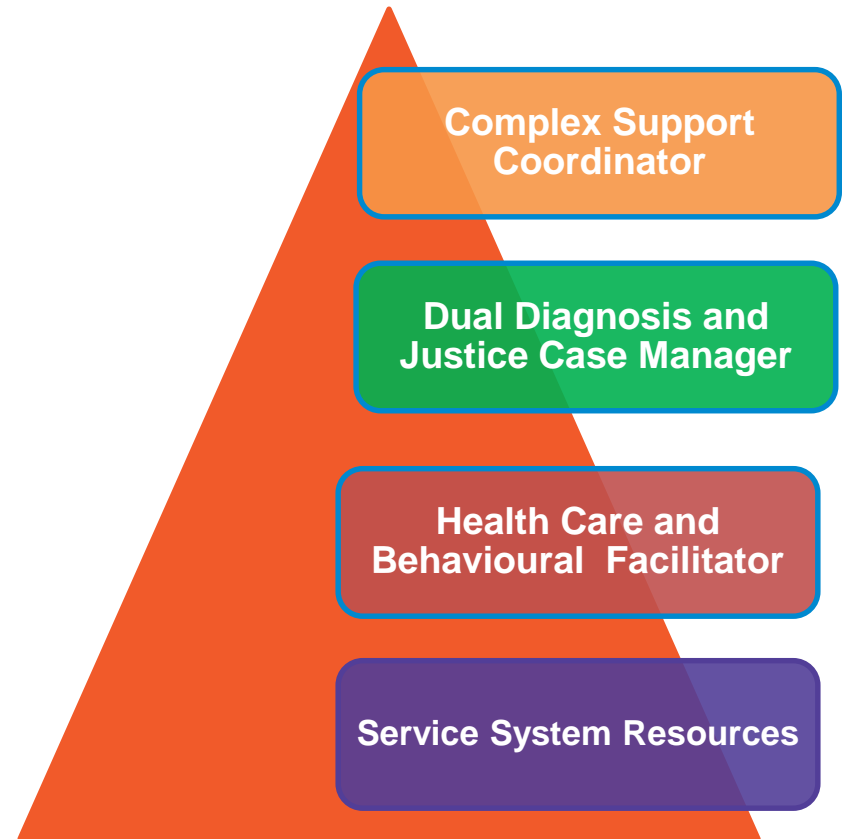 Complex Support
Coordinator
Dual Diagnosis and
Justice Case Manager
Health Care and
Behavioural  Facilitator
Service System Resources